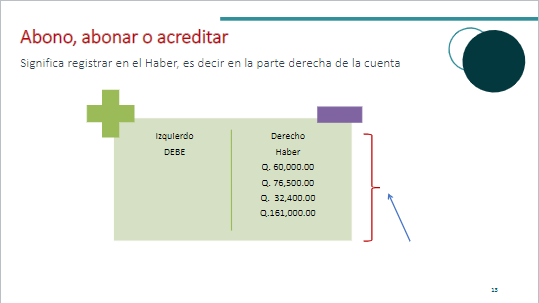 Abono, abonar o acreditar
Significa registrar en el Haber, es decir en la parte derecha de la cuenta
Izquierdo
DEBE
Derecho
Haber
Q. 60,000.00
Q. 76,500.00
Q. 32,400.00
Q.161,000.00
13